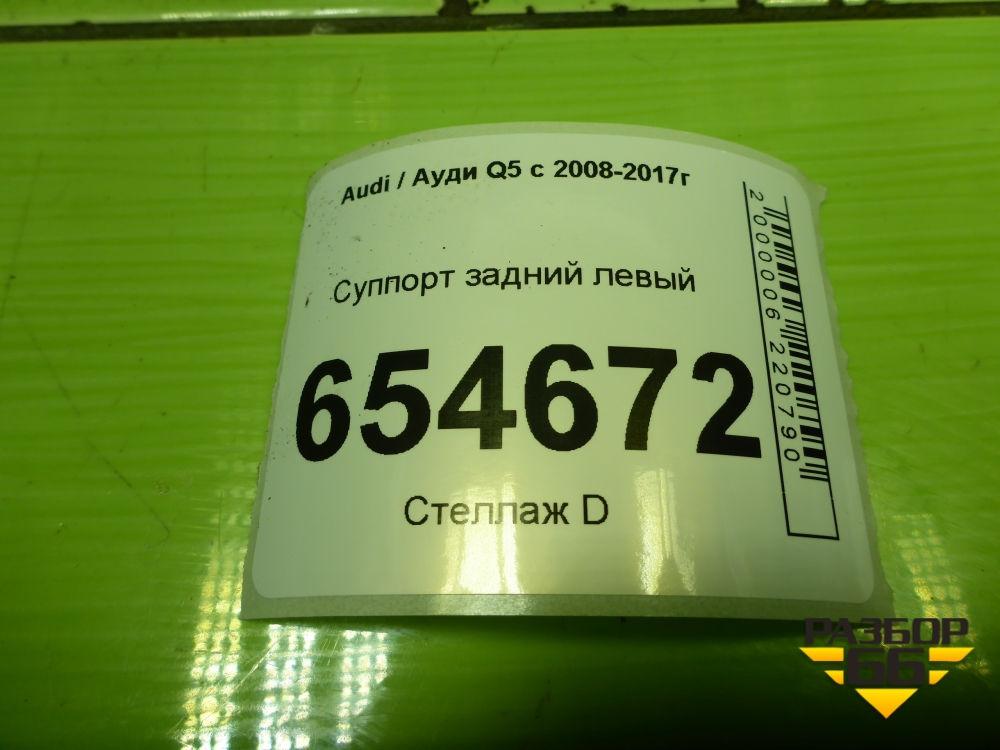 Audi / Ауди Q5 с 2008-2017г
Суппорт задний левый
654672
Стеллаж D
2000006220790
РАЗБОР
66